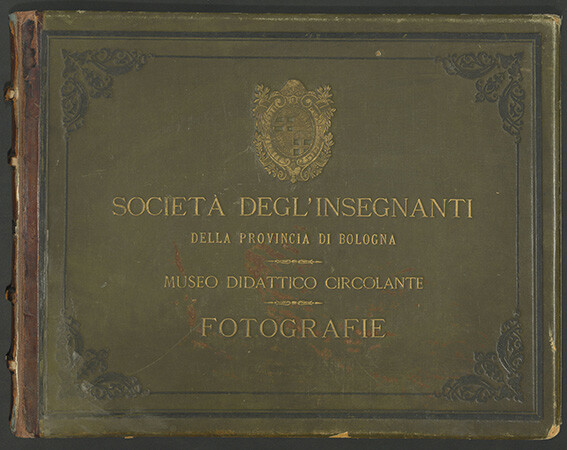 SOCIETÀ DEGL'INSEGNANTI
DELLA PROVINCIA DI BOLOGNA
MUSEO DIDATTICO CIRCOLANTE
FOTOGRAFIE